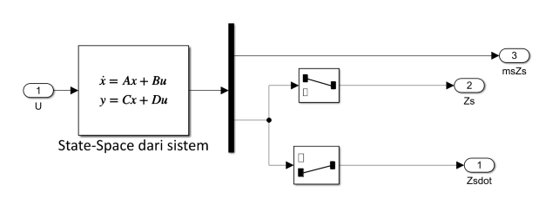 ẋ = Ax + Bu
y = Cx + Du
1
U
State-Space dari sistem
3
msZs
2
Zs
1
Zsdot